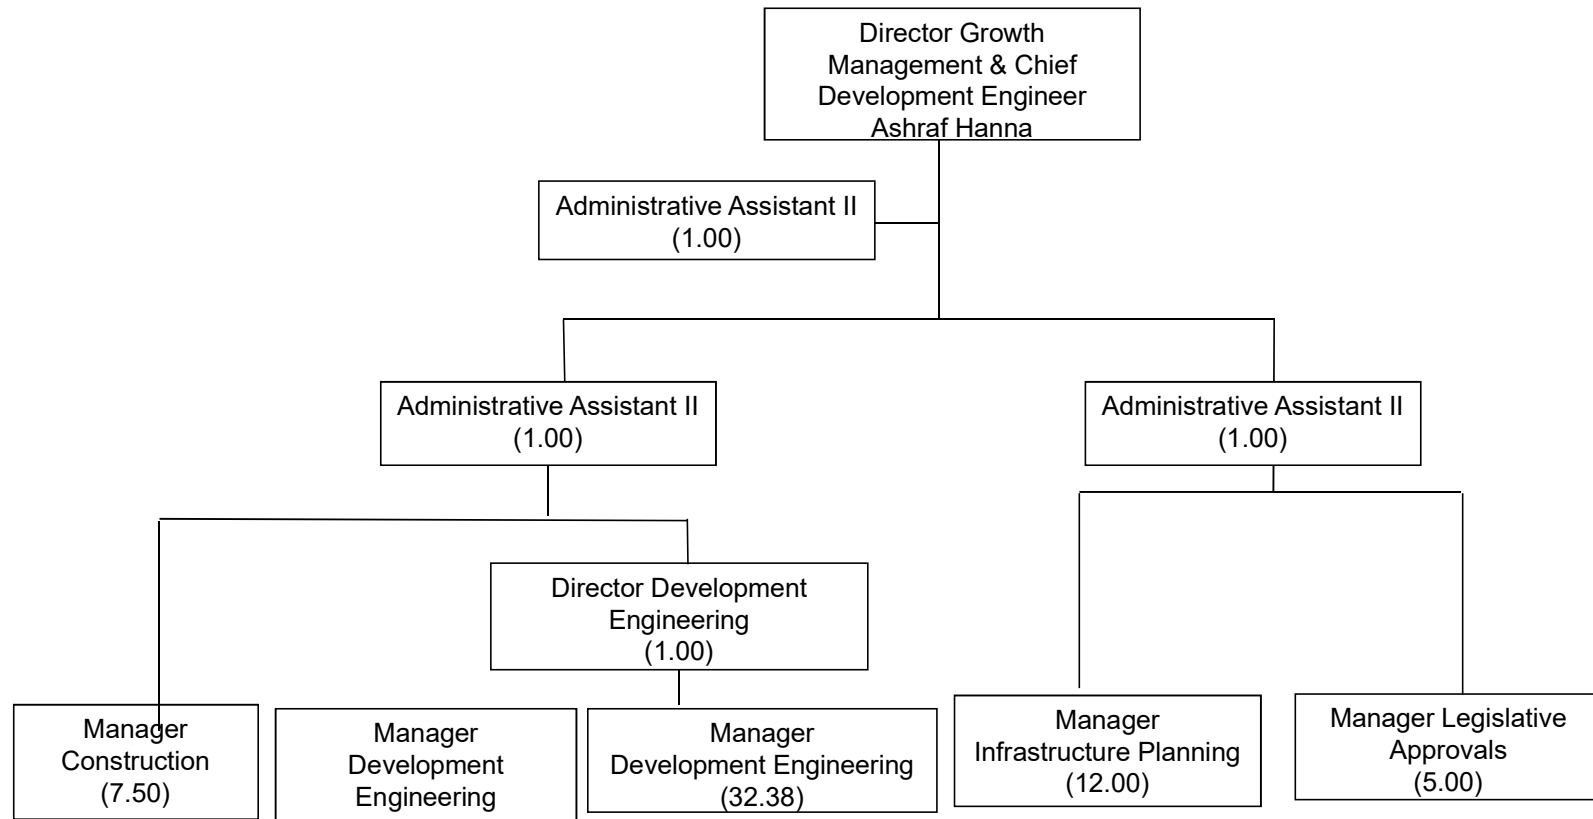 Director Growth
Management & Chief
Development Engineer
Ashraf Hanna
Administrative Assistant II
(1.00)
Administrative Assistant II
(1.00)
Administrative Assistant II
(1.00)
Director Development
Engineering
(1.00)
Manager
Construction
(7.50)
Manager
Development
Engineering
Manager
Development Engineering
(32.38)
Manager
Infrastructure Planning
(12.00)
Manager Legislative
Approvals
(5.00)